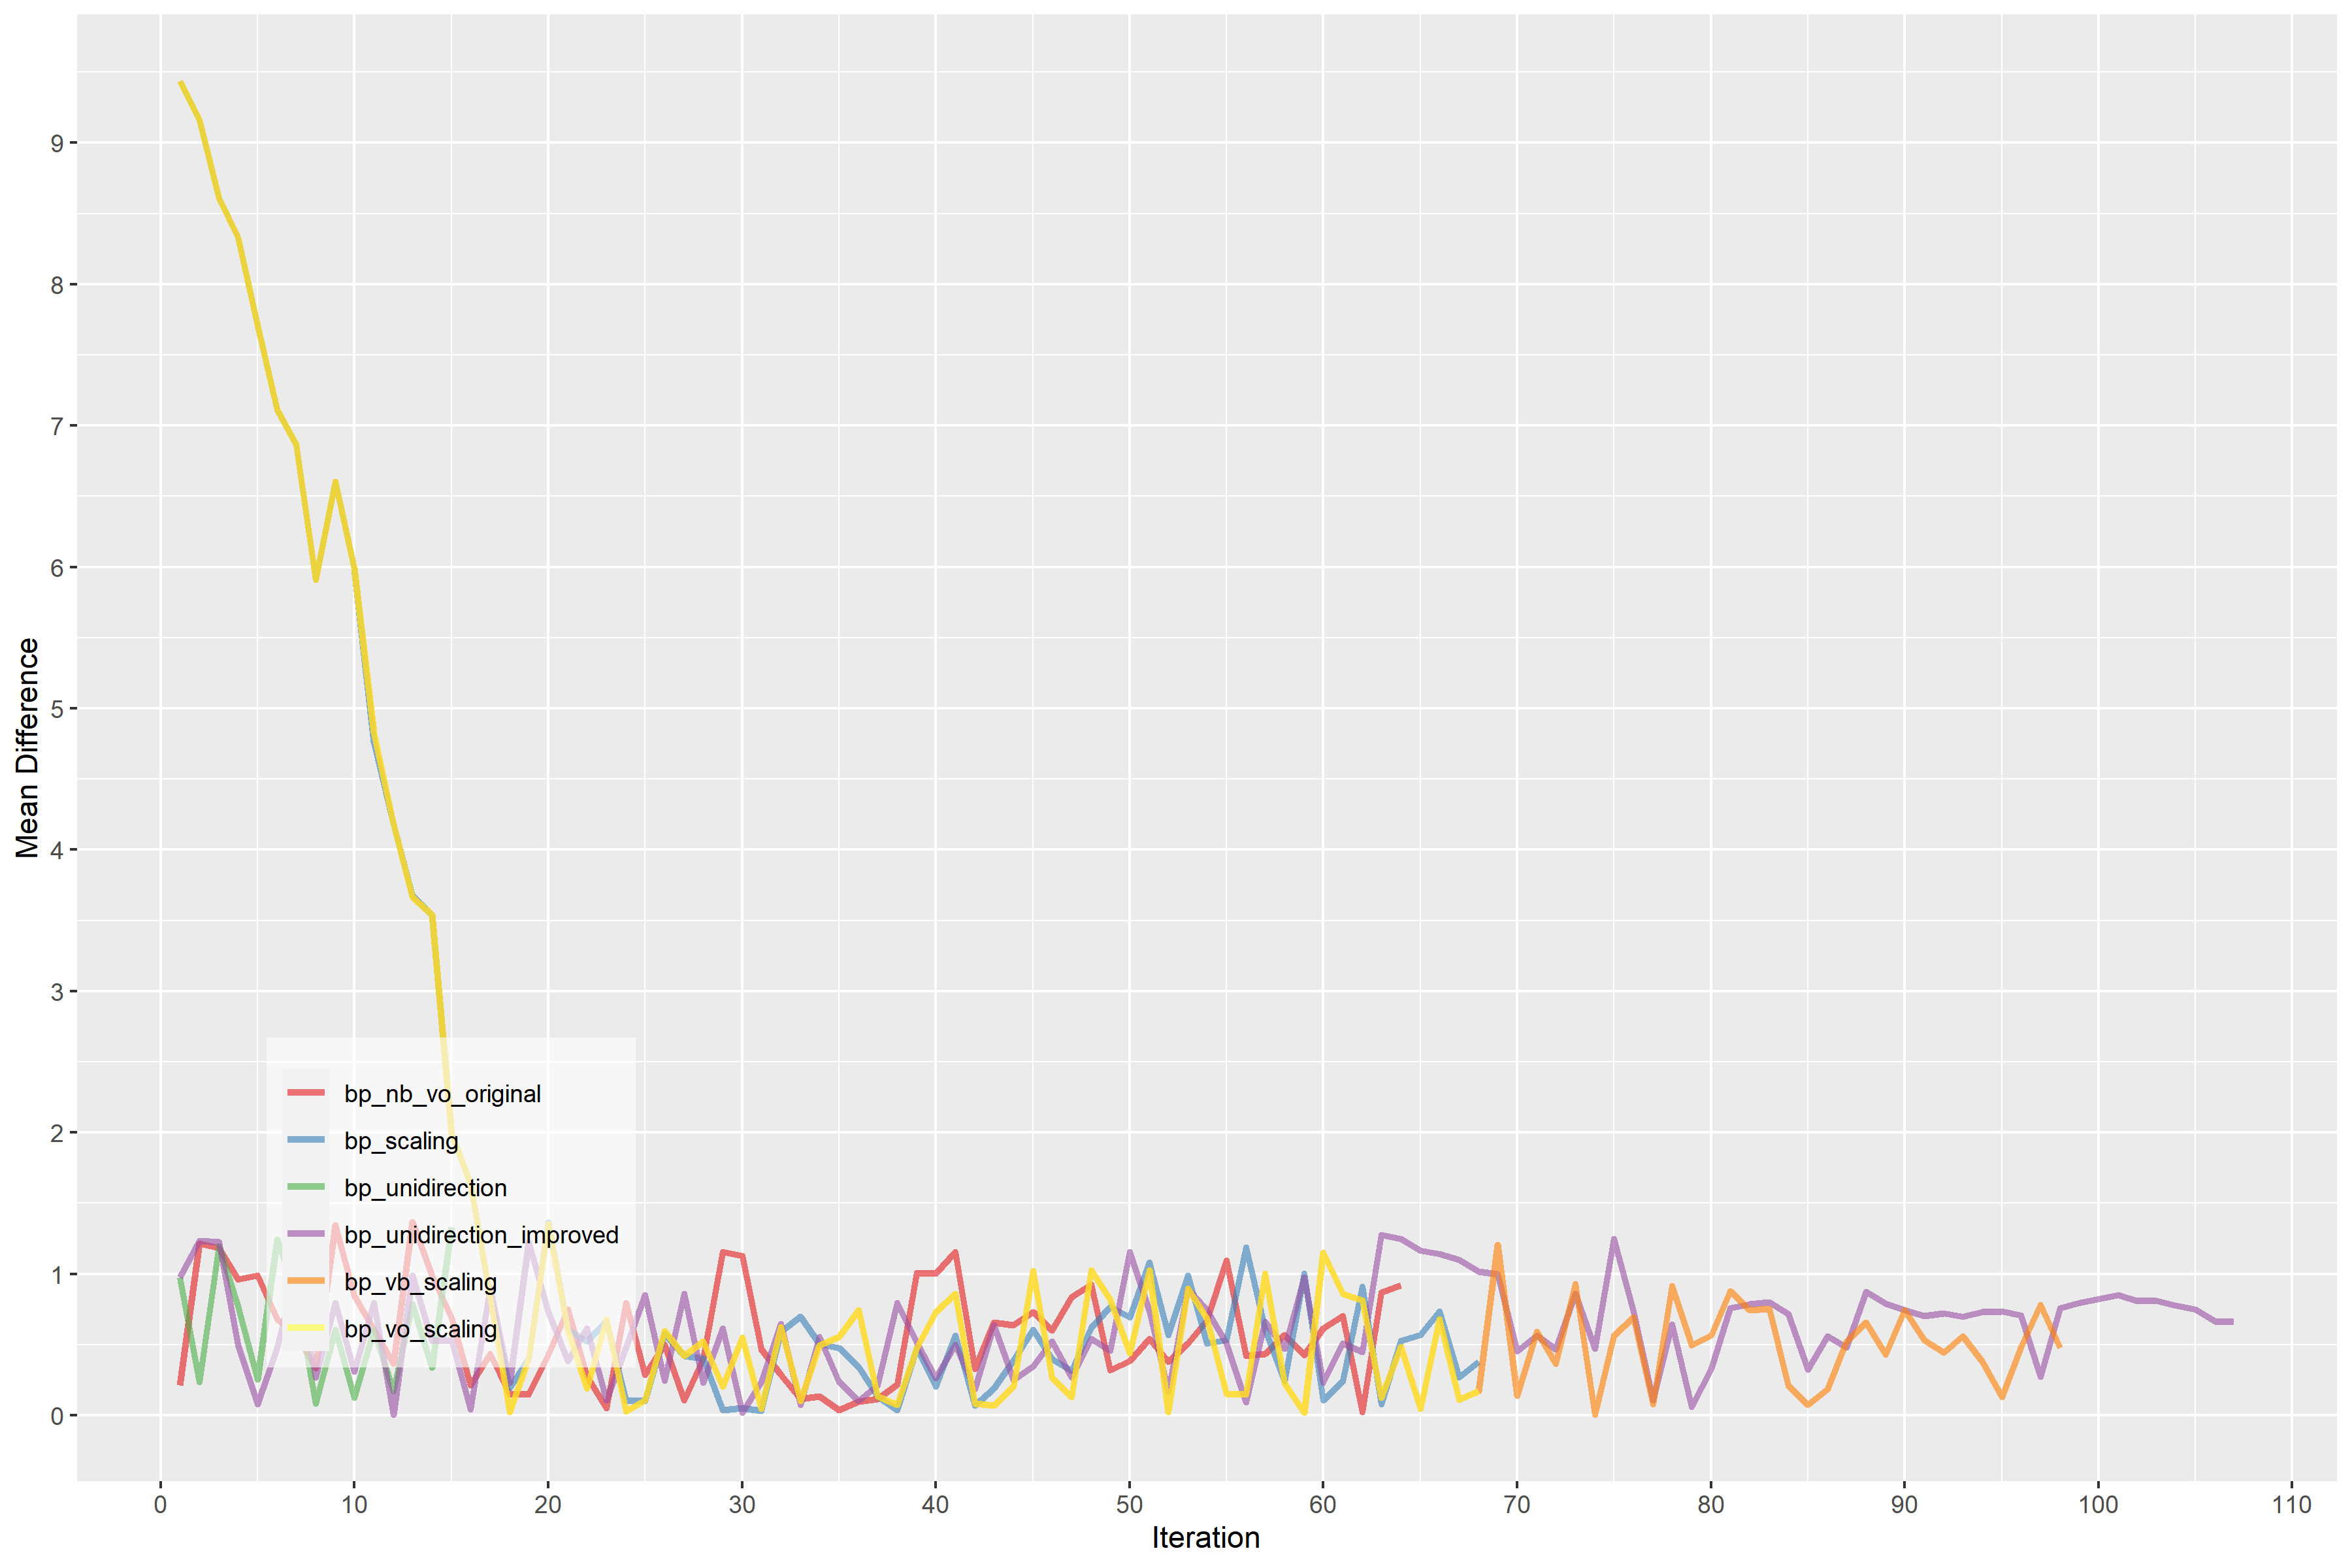 9
8
7
6
5
4
3
2
1
0
Mean Difference
bp_nb_vo_original
bp_scaling
bp_unidirection
bp_unidirection_improved
bp_vb_scaling
bp_vo_scaling
0 10 20 30 40 50 60 70 80 90 100 110
Iteration